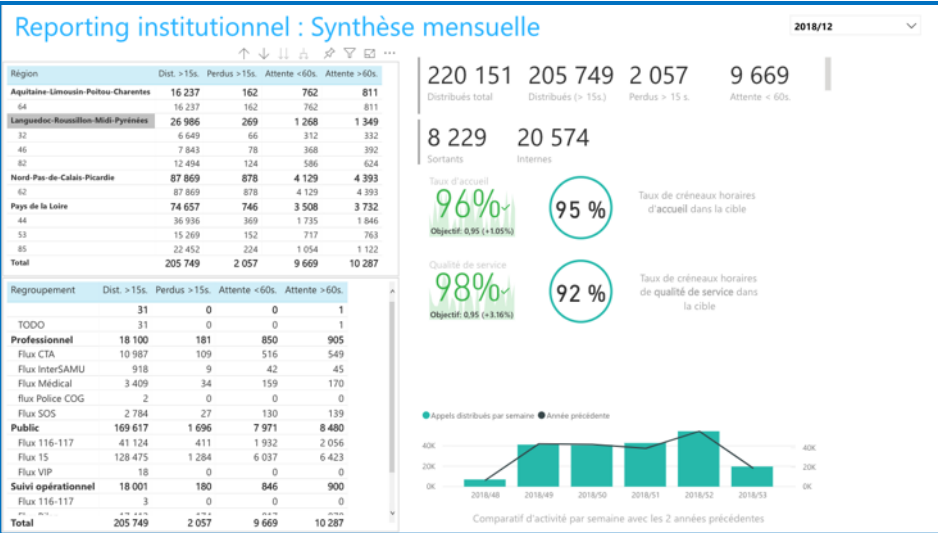 Reporting institutionnel : Synthèse mensuelle
2018/12
Région Dist. >15s. Perdus >15s. Attente <60s. Attente >60s.
Aquitaine-Limousin-Poitou-Charentes 16 237 162 762 811
64 16 237 162 762 811
Languedoc-Roussillon-Midi-Pyrénées 26 986 269 1 268 1 349
32 6 649 66 312 332
46 7 843 78 368 392
82 12 494 124 586 624
Nord-Pas-de-Calais-Picardie 87 869 878 4 129 4 393
62 87 869 878 4 129 4 393
Pays de la Loire 74 657 746 3 508 3 732
44 36 936 369 1 735 1 846
53 15 269 152 717 763
85 22 452 224 1 054 1 122
Total 205 749 2 057 9 669 10 287
Regroupement Dist. >15s. Perdus >15s. Attente <60s. Attente >60s.
31 0 0 1
TODO 31 0 0 1
Professionnel 18 100 181 850 905
Flux CTA 10 987 109 516 549
Flux InterSAMU 918 9 42 45
Flux Médical 3 409 34 159 170
flux Police COG 2 0 0 0
Flux SOS 2 784 27 130 139
Public 169 617 1 696 7 971 8 480
Flux 116-117 41 124 411 1 932 2 056
Flux 15 128 475 1 284 6 037 6 423
Flux VIP 18 0 0 0
Suivi opérationnel 18 001 180 846 900
Flux 116-117 3 0 0 0
Total 205 749 2 057 9 669 10 287
220 151 205 749 2 057 9 669
Distribués total Distribués (> 15s.) Perdus > 15 s. Attente < 60s.
8 229 20 574
Sortants Internes
Taux d'accueil
96%
Objectif: 0,95 (+1.05%)
95 %
Taux de créneaux horaires
d'accueil dans la cible
Qualité de service
98%
Objectif: 0,95 (+3.16%)
92 %
Taux de créneaux horaires
de qualité de service dans
la cible
Appels distribués par semaine Année précédente
40K 40K
20K 20K
0K 0K
2018/48 2018/49 2018/50 2018/51 2018/52 2018/53
Comparatif d'activité par semaine avec les 2 années précédentes